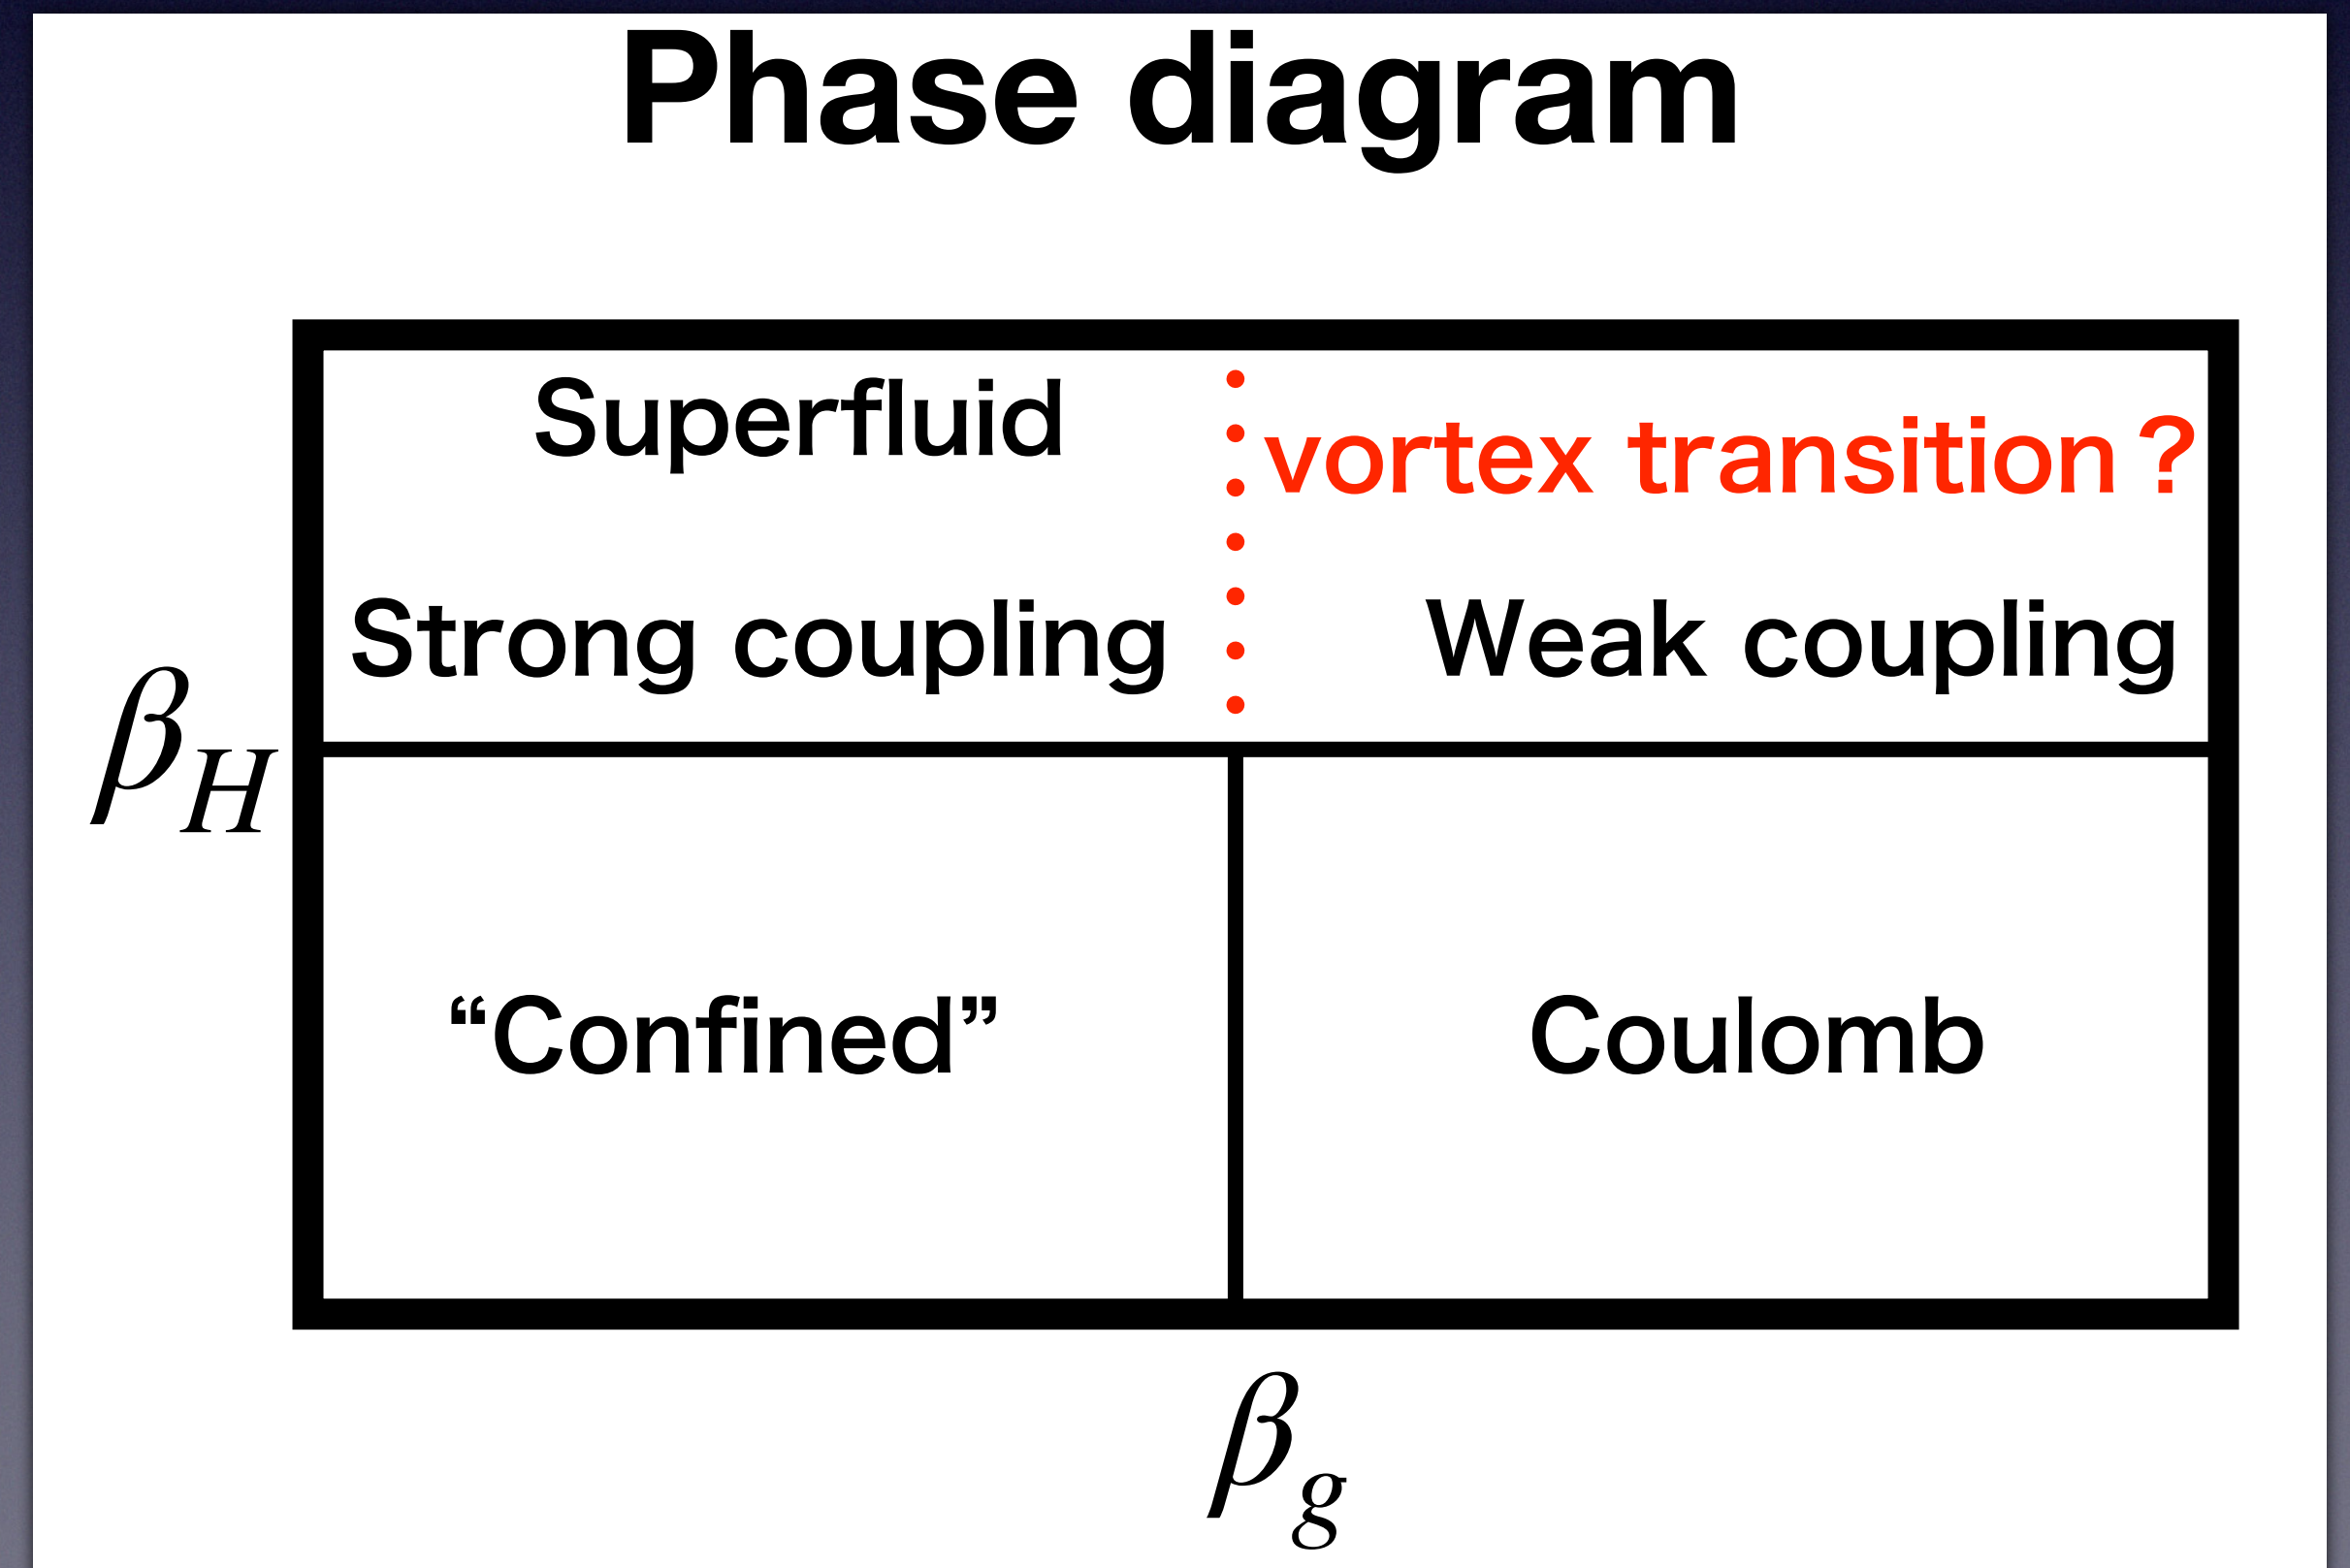 Phase diagram
Superfluid
vortex transition ?
Strong coupling
Weak coupling
β_H
“Confined”
Coulomb
β_g